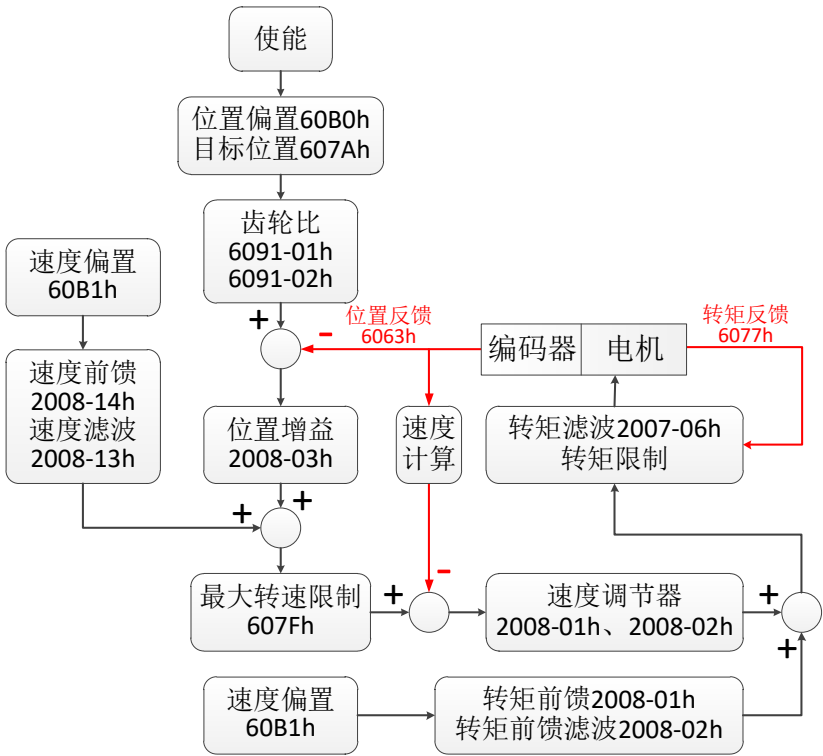 使能
位置偏置60B0h
目标位置607Ah
齿轮比
6091-01h
6091-02h
速度偏置
60B1h
+
-
位置反馈
6063h
编码器
电机
转矩反馈
6077h
速度前馈
2008-14h
速度滤波
2008-13h
位置增益
2008-03h
速度
计算
转矩滤波2007-06h
转矩限制
+
+
最大转速限制
607Fh
+
-
速度调节器
2008-01h、2008-02h
+
+
速度偏置
60B1h
转矩前馈2008-01h
转矩前馈滤波2008-02h